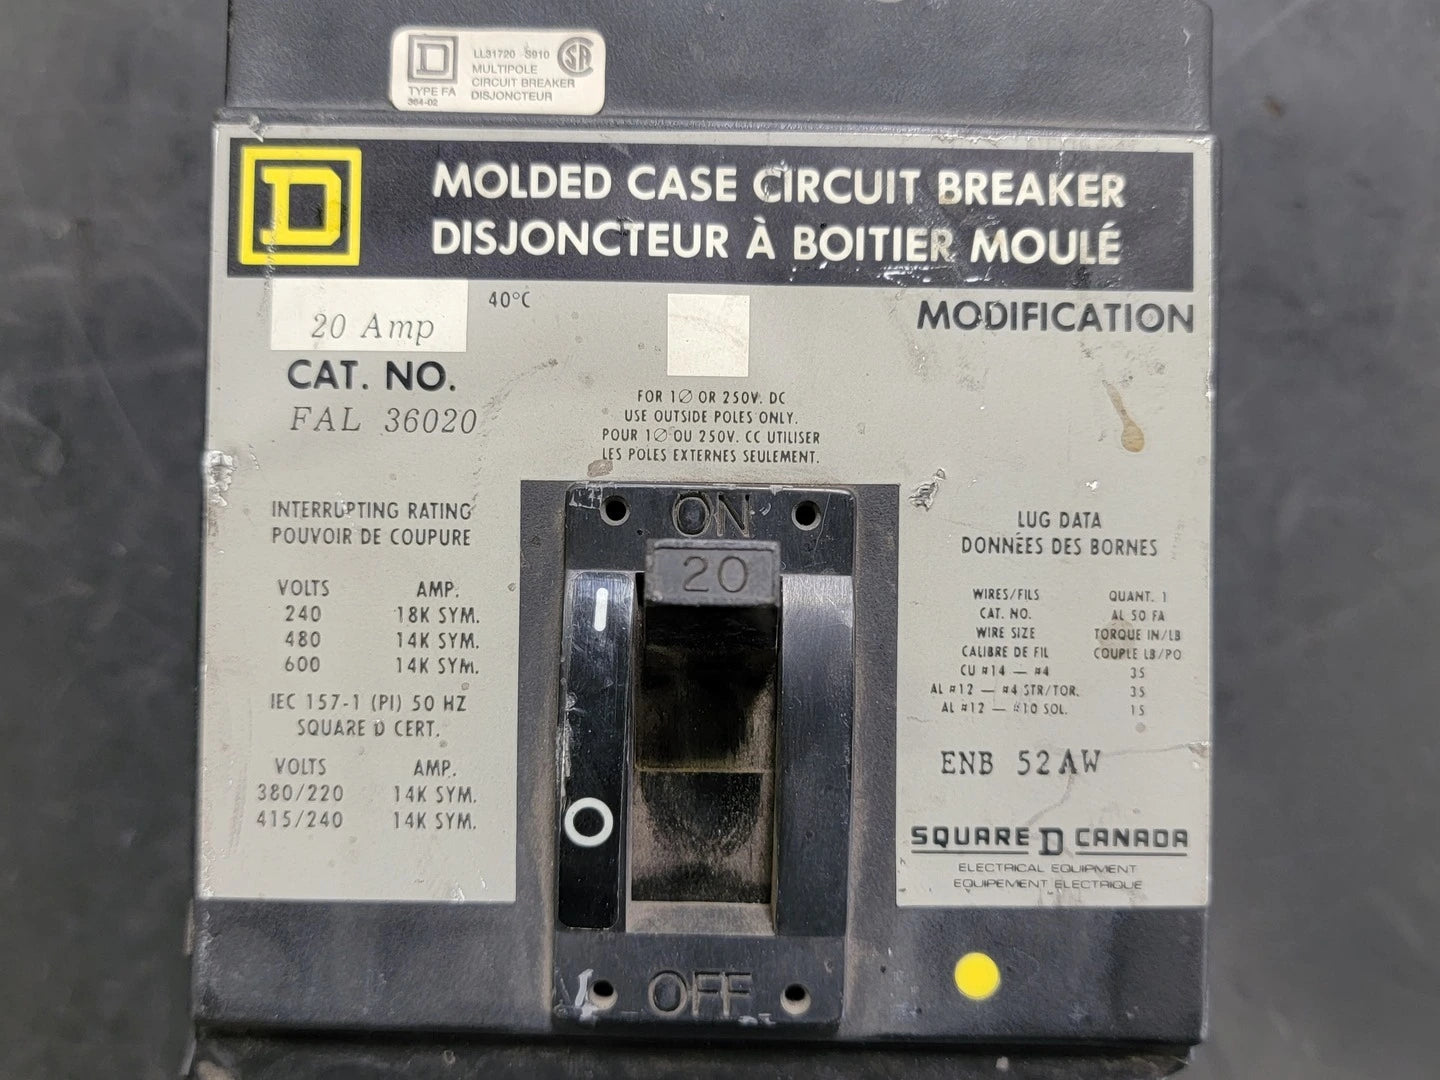 D
LL31720 S910
MULTIPOLE
CIRCUIT BREAKER
DISJONCTEUR
TYPE FA
364-02
SA
D
MOLDED CASE CIRCUIT BREAKER
DISJONCTEUR À BOITIER MOULÉ
20 Amp
40°C
MODIFICATION
CAT. NO.
FAL 36020
FOR 1∅ OR 250V. DC
USE OUTSIDE POLES ONLY.
POUR 1∅ OU 250V. CC UTILISER
LES POLES EXTERNES SEULEMENT.
INTERRUPTING RATING
POUVOIR DE COUPURE
VOLTS AMP.
240 18K SYM.
480 14K SYM.
600 14K SYM.
IEC 157-1 (PI) 50 HZ
SQUARE D CERT.
VOLTS AMP.
380/220 14K SYM.
415/240 14K SYM.
ON
20
I
O
OFF
LUG DATA
DONNÉES DES BORNES
WIRES/FILS QUANT. 1
CAT. NO. AL 50 FA
WIRE SIZE TORQUE IN/LB
CALIBRE DE FIL COUPLE LB/PO
CU #14 — #4 35
AL #12 — #4 STR/TOR. 35
AL #12 — #10 SOL. 15
ENB 52AW
SQUARE D CANADA
ELECTRICAL EQUIPMENT
EQUIPEMENT ELECTRIQUE